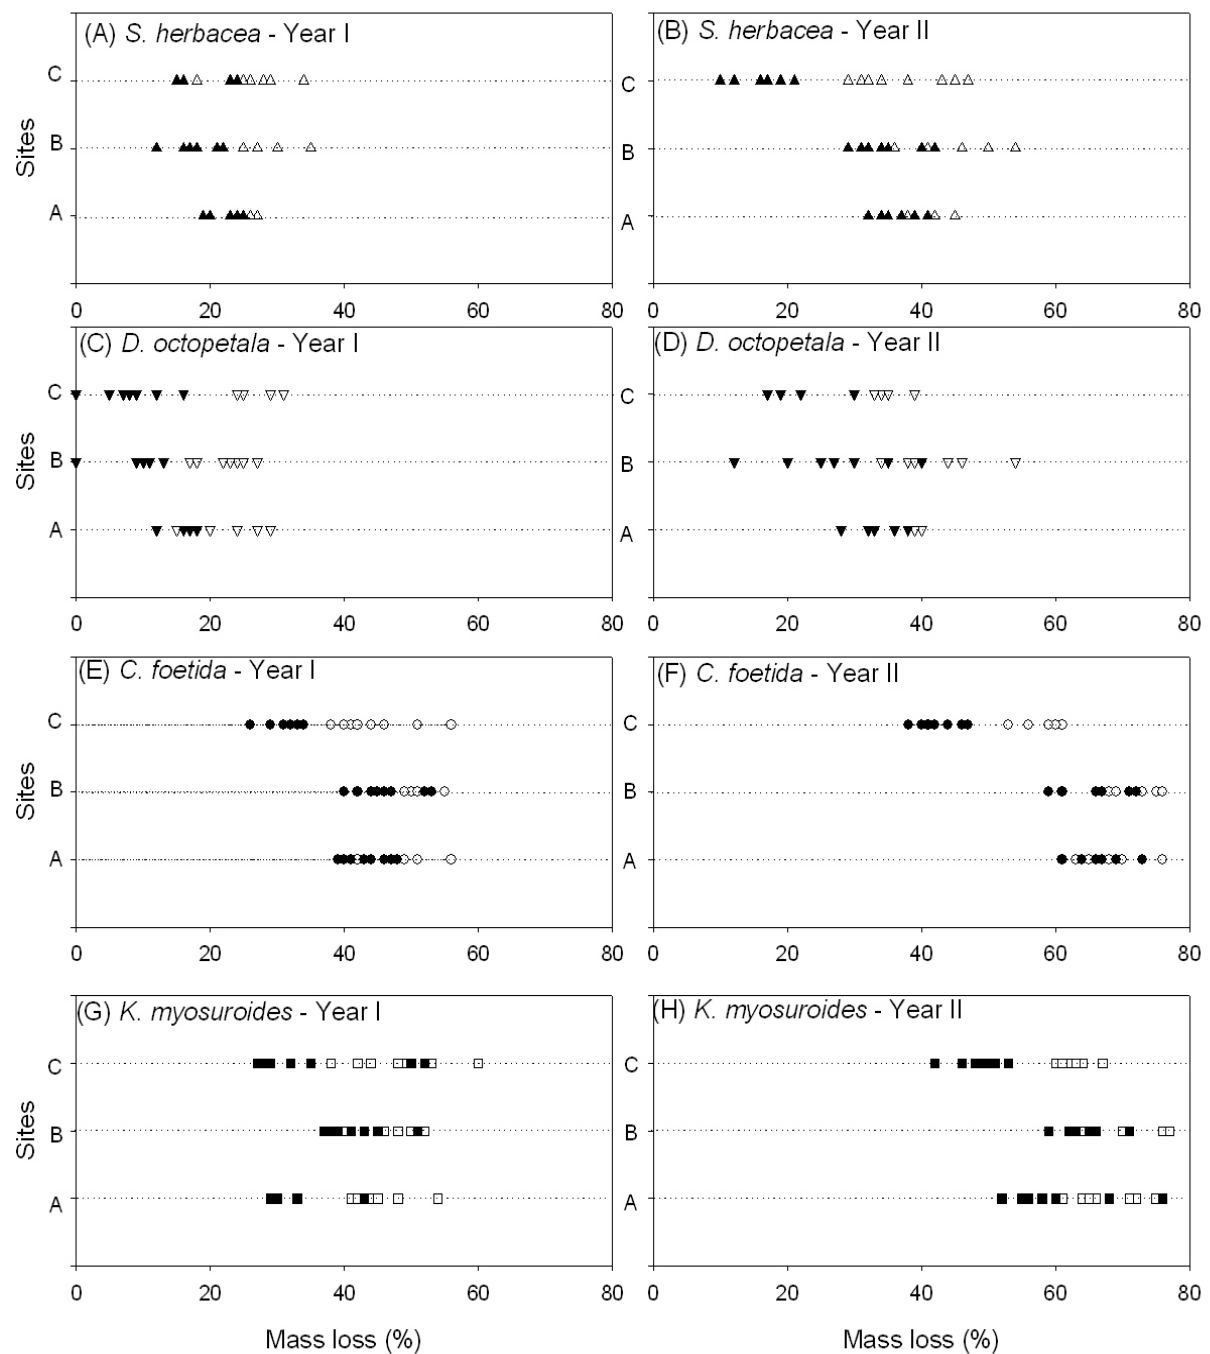 (A) S. herbacea - Year I
(B) S. herbacea - Year II
C
C
Sites
B
B
A
A
0 20 40 60 80
0 20 40 60 80
(C) D. octopetala - Year I
(D) D. octopetala - Year II
C
C
Sites
B
B
A
A
0 20 40 60 80
0 20 40 60 80
(E) C. foetida - Year I
(F) C. foetida - Year II
C
C
Sites
B
B
A
A
0 20 40 60 80
0 20 40 60 80
(G) K. myosuroides - Year I
(H) K. myosuroides - Year II
C
C
Sites
B
B
A
A
0 20 40 60 80
0 20 40 60 80
Mass loss (%)
Mass loss (%)